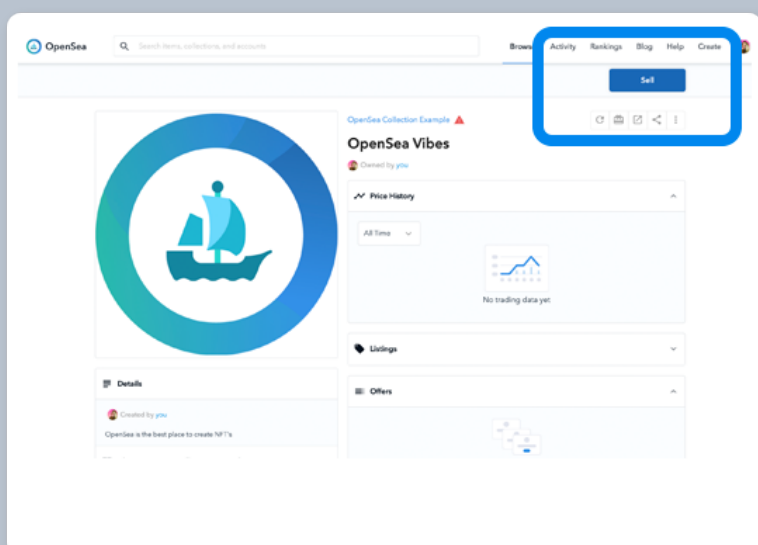 OpenSea
Search items, collections, and accounts
Brows Activity Rankings Blog Help Create
Sell
OpenSea Collection Example
OpenSea Vibes
Owned by you
Price History
All Time
No trading data yet
Listings
Offers
Details
Created by you
OpenSea is the best place to create NFT's